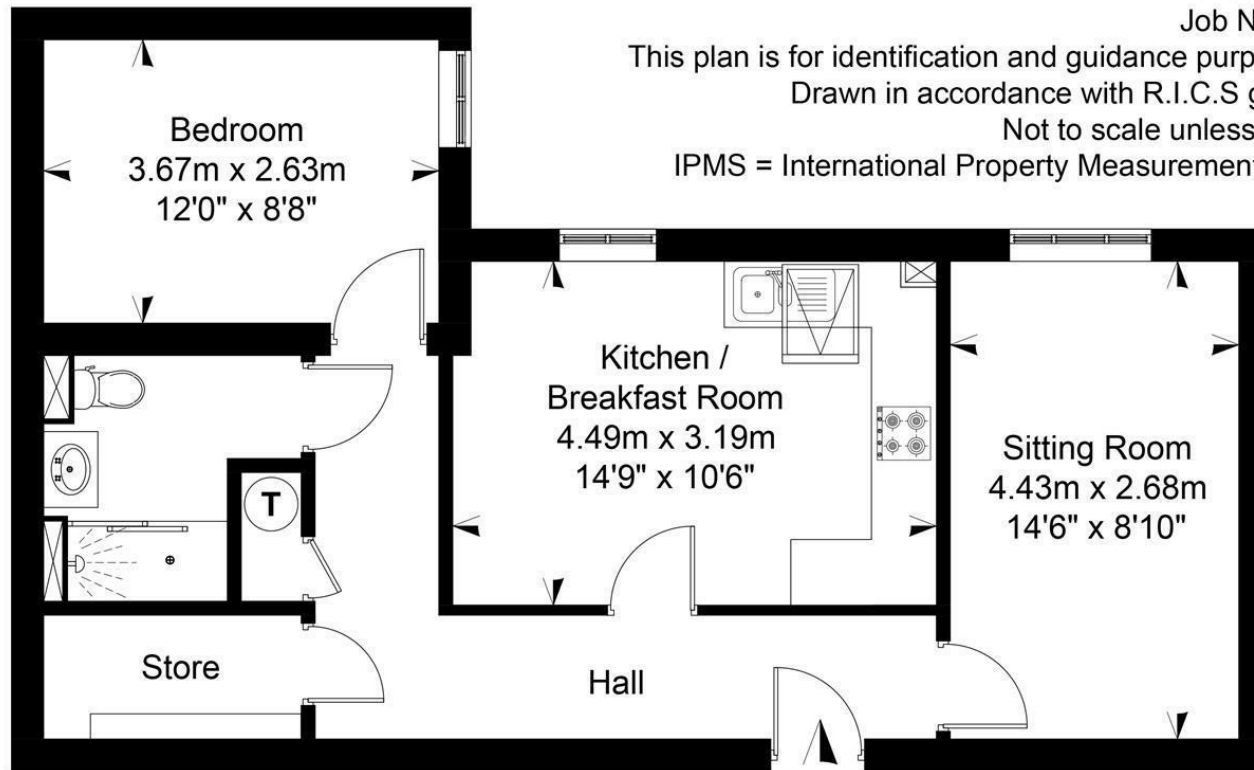 Job N
This plan is for identification and guidance purp
Drawn in accordance with R.I.C.S g
Not to scale unless
IPMS = International Property Measurement
Bedroom
3.67m x 2.63m
12'0" x 8'8"
Kitchen /
Breakfast Room
4.49m x 3.19m
14'9" x 10'6"
Sitting Room
4.43m x 2.68m
14'6" x 8'10"
T
Store
Hall